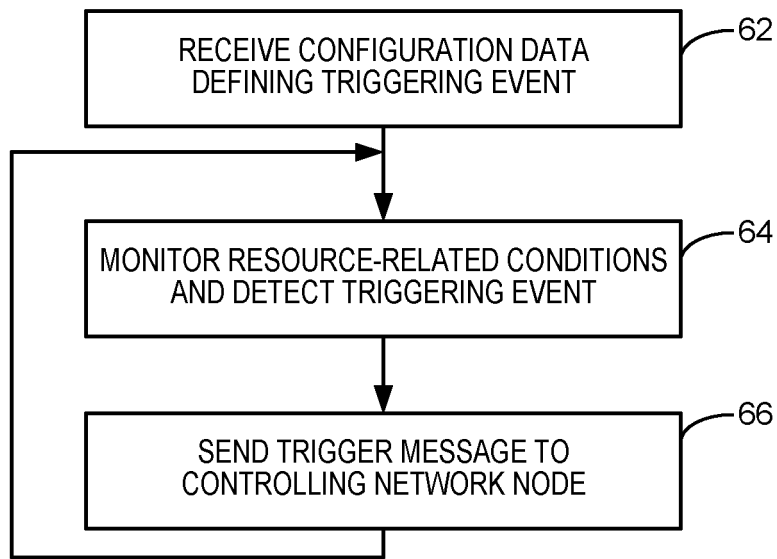 62
RECEIVE CONFIGURATION DATA
DEFINING TRIGGERING EVENT
64
MONITOR RESOURCE-RELATED CONDITIONS
AND DETECT TRIGGERING EVENT
66
SEND TRIGGER MESSAGE TO
CONTROLLING NETWORK NODE